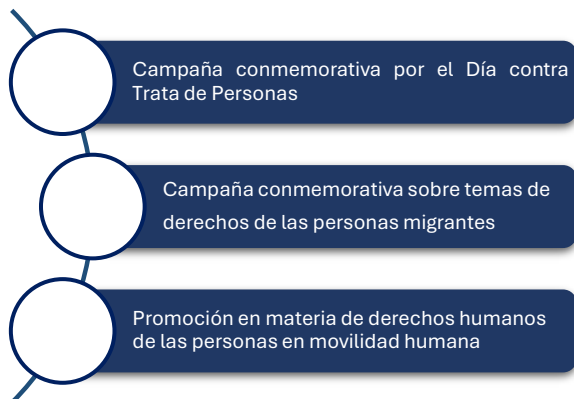 Campaña conmemorativa por el Día contra
Trata de Personas
Campaña conmemorativa sobre temas de
derechos de las personas migrantes
Promoción en materia de derechos humanos
de las personas en movilidad humana